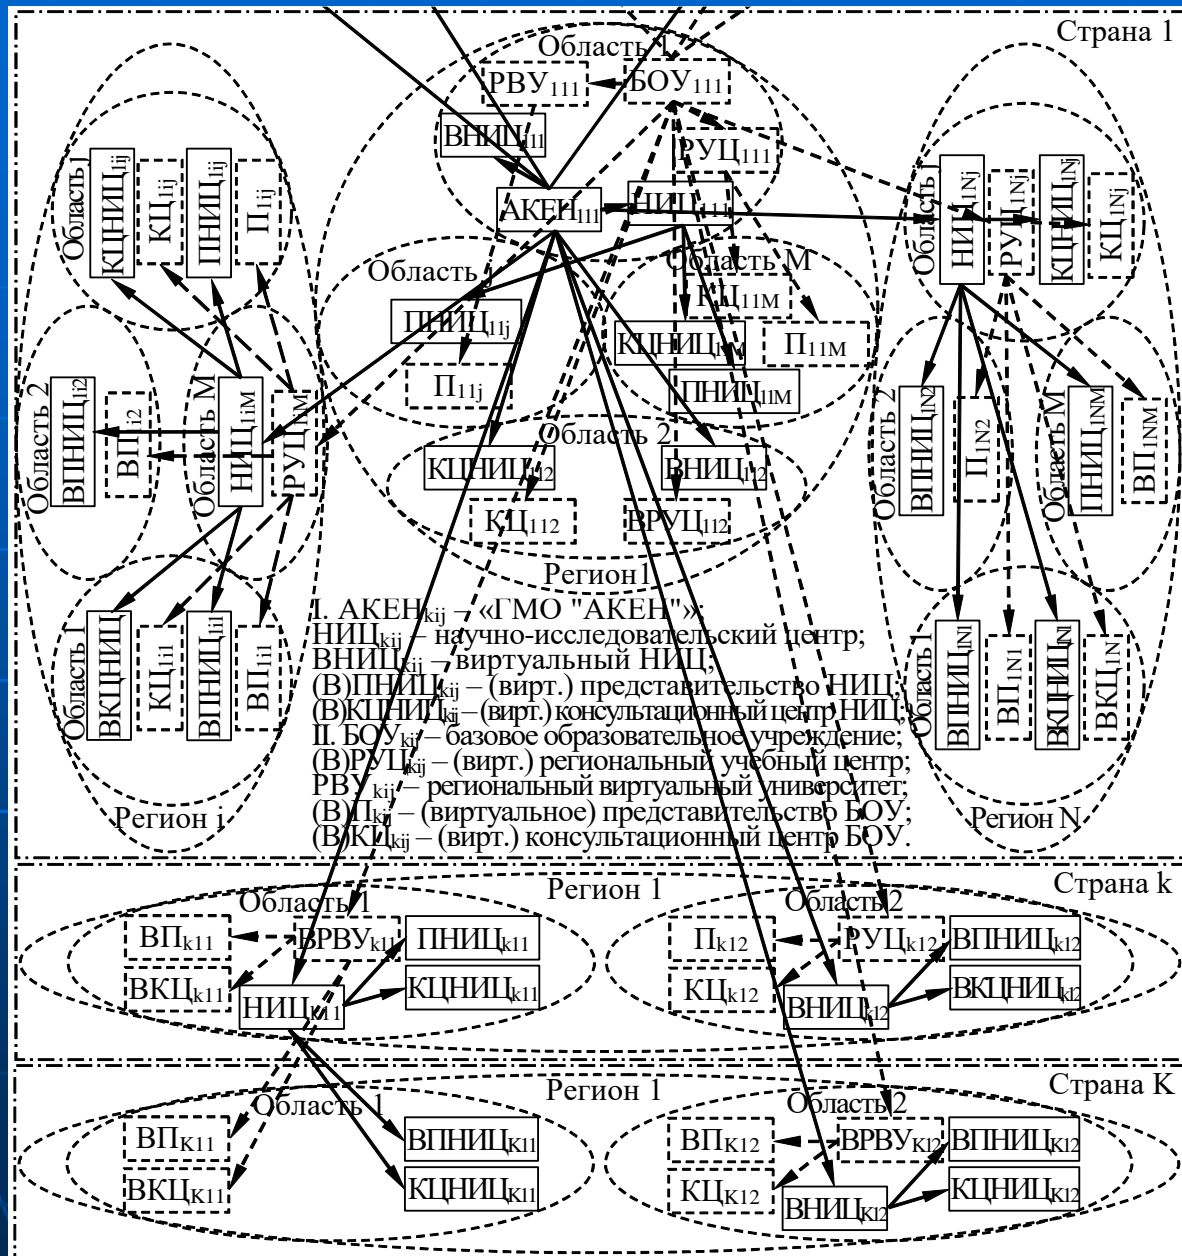 Страна 1
Область 1
РВУ111
БОУ111
ВНИЦ111
РУЦ111
АКЕН111
НИЦ111
Область j
КЦНИЦ1ij
КЦ1ij
ПНИЦ1ij
П1ij
Область 2
ВПНИЦ1i2
ВП1i2
Область M
НИЦ1iM
РУЦ1iM
Область 1
ВКЦНИЦ
КЦ1i1
ВПНИЦ1i1
ВП1i1
Регион i
Область j
ПНИЦ11j
П11j
Область M
КЦ11M
КЦНИЦ11M
П11M
ПНИЦ11M
Область 2
КЦНИЦ112
ВНИЦ112
КЦ112
ВРУЦ112
Регион1
Область j
НИЦ1Nj
РУЦ1Nj
КЦНИЦ1Nj
КЦ1Nj
Область 2
ВПНИЦ1N2
П1N2
Область M
ПНИЦ1NM
ВП1NM
Область 1
ВПНИЦ1N1
ВП1N1
ВКЦНИЦ1N1
ВКЦ1N
Регион N
I. АКЕНkij – «ГМО "АКЕН"»;
НИЦkij – научно-исследовательский центр;
ВНИЦkij – виртуальный НИЦ;
(В)ПНИЦkij – (вирт.) представительство НИЦ;
(В)КЦНИЦkij – (вирт.) консультационный центр НИЦ;
II. БОУkij – базовое образовательное учреждение;
(В)РУЦkij – (вирт.) региональный учебный центр;
РВУkij – региональный виртуальный университет;
(В)Пkij – (виртуальное) представительство БОУ;
(В)КЦkij – (вирт.) консультационный центр БОУ.
Страна k
Регион 1
Область 1
ВПk11
ВРВУk11
ПНИЦk11
ВКЦk11
НИЦk11
КЦНИЦk11
Область 2
Пk12
РУЦk12
ВПНИЦk12
КЦk12
ВНИЦk12
ВКЦНИЦk12
Страна K
Регион 1
Область 1
ВПK11
ВПНИЦK11
ВКЦK11
КЦНИЦK11
Область 2
ВПK12
ВРВУK12
ВПНИЦK12
КЦK12
ВНИЦK12
КЦНИЦK12